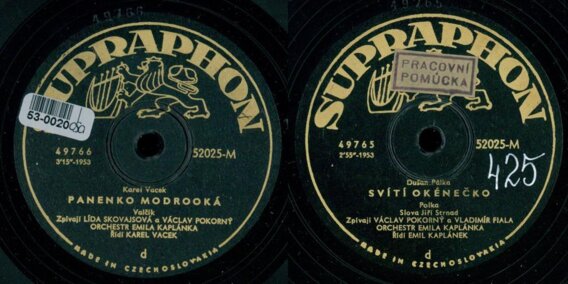 49766
SUPRAPHON
53-0020
49766
3'15"-1953
52025-M
Karel Vacek
PANENKO MODROOKÁ
Valčík
Zpívají LÍDA SKOVAJSOVÁ a VÁCLAV POKORNÝ
ORCHESTR EMILA KAPLÁNKA
Řídí KAREL VACEK
d
MADE IN CZECHOSLOVAKIA
49765
SUPRAPHON
PRACOVNÍ
POMŮCKA
49765
2'55"-1953
52025-M
425
Dušan Pálka
SVÍTÍ OKÉNEČKO
Polka
Slova Jiří Strnad
Zpívají VÁCLAV POKORNÝ a VLADIMÍR FIALA
ORCHESTR EMILA KAPLÁNKA
Řídí EMIL KAPLÁNEK
d
MADE IN CZECHOSLOVAKIA